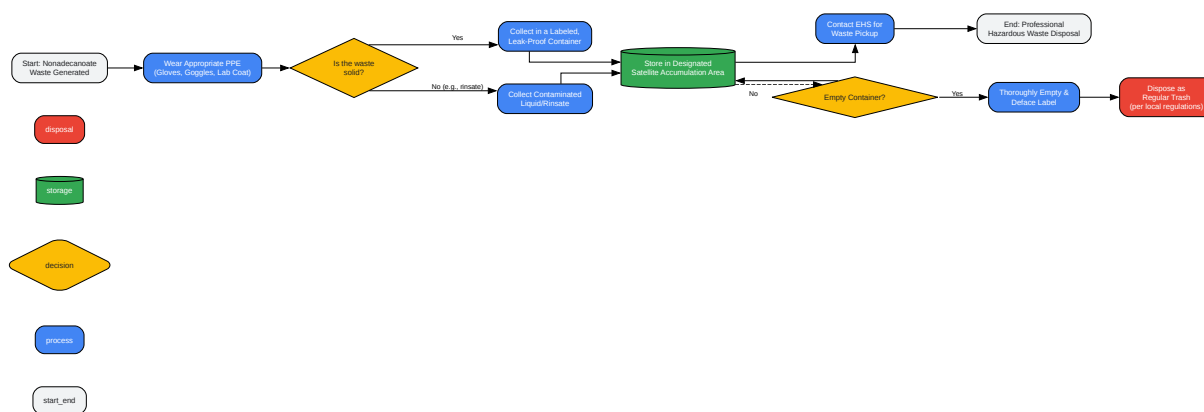 Start: Nonadecanoate
Waste Generated
Wear Appropriate PPE
(Gloves, Goggles, Lab Coat)
Is the waste
solid?
Yes
No (e.g., rinsate)
Collect in a Labeled,
Leak-Proof Container
Collect Contaminated
Liquid/Rinsate
Store in Designated
Satellite Accumulation Area
Contact EHS for
Waste Pickup
End: Professional
Hazardous Waste Disposal
No
Empty Container?
Yes
Thoroughly Empty &
Deface Label
Dispose as
Regular Trash
(per local regulations)
disposal
storage
decision
process
start_end